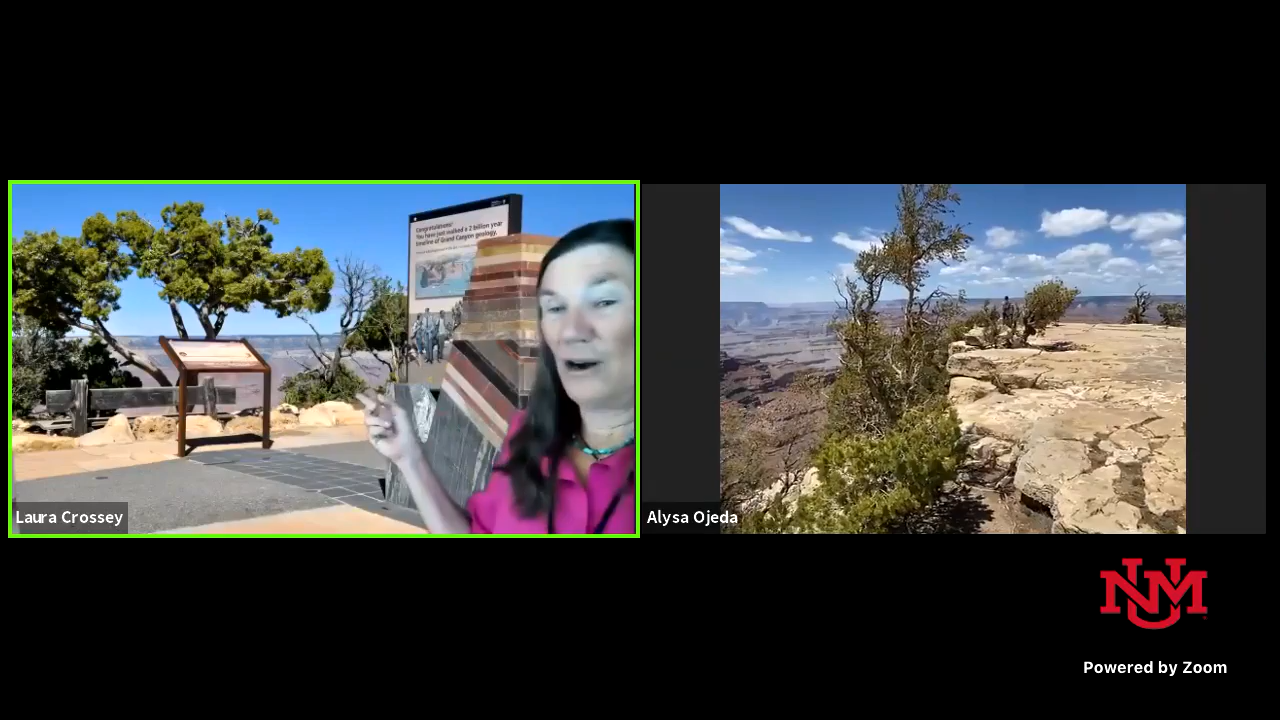 Congratulations!
You have just walked a 2 billion year
timeline of Grand Canyon geology.
Laura Crossey
Alysa Ojeda
UNM
Powered by Zoom